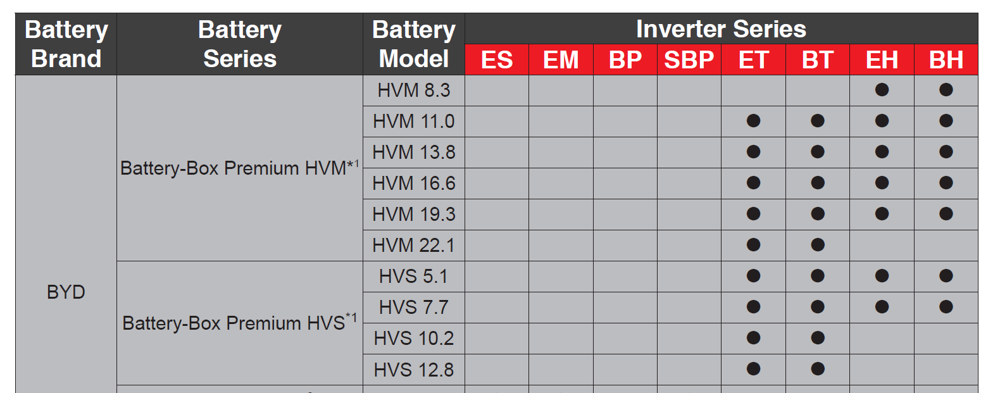 Battery Brand Battery Series Battery Model Inverter Series
ES EM BP SBP ET BT EH BH
BYD
Battery-Box Premium HVM*1
HVM 8.3 ● ●
HVM 11.0 ● ● ● ●
HVM 13.8 ● ● ● ●
HVM 16.6 ● ● ● ●
HVM 19.3 ● ● ● ●
HVM 22.1 ● ●
Battery-Box Premium HVS*1
HVS 5.1 ● ● ● ●
HVS 7.7 ● ● ● ●
HVS 10.2 ● ●
HVS 12.8 ● ●